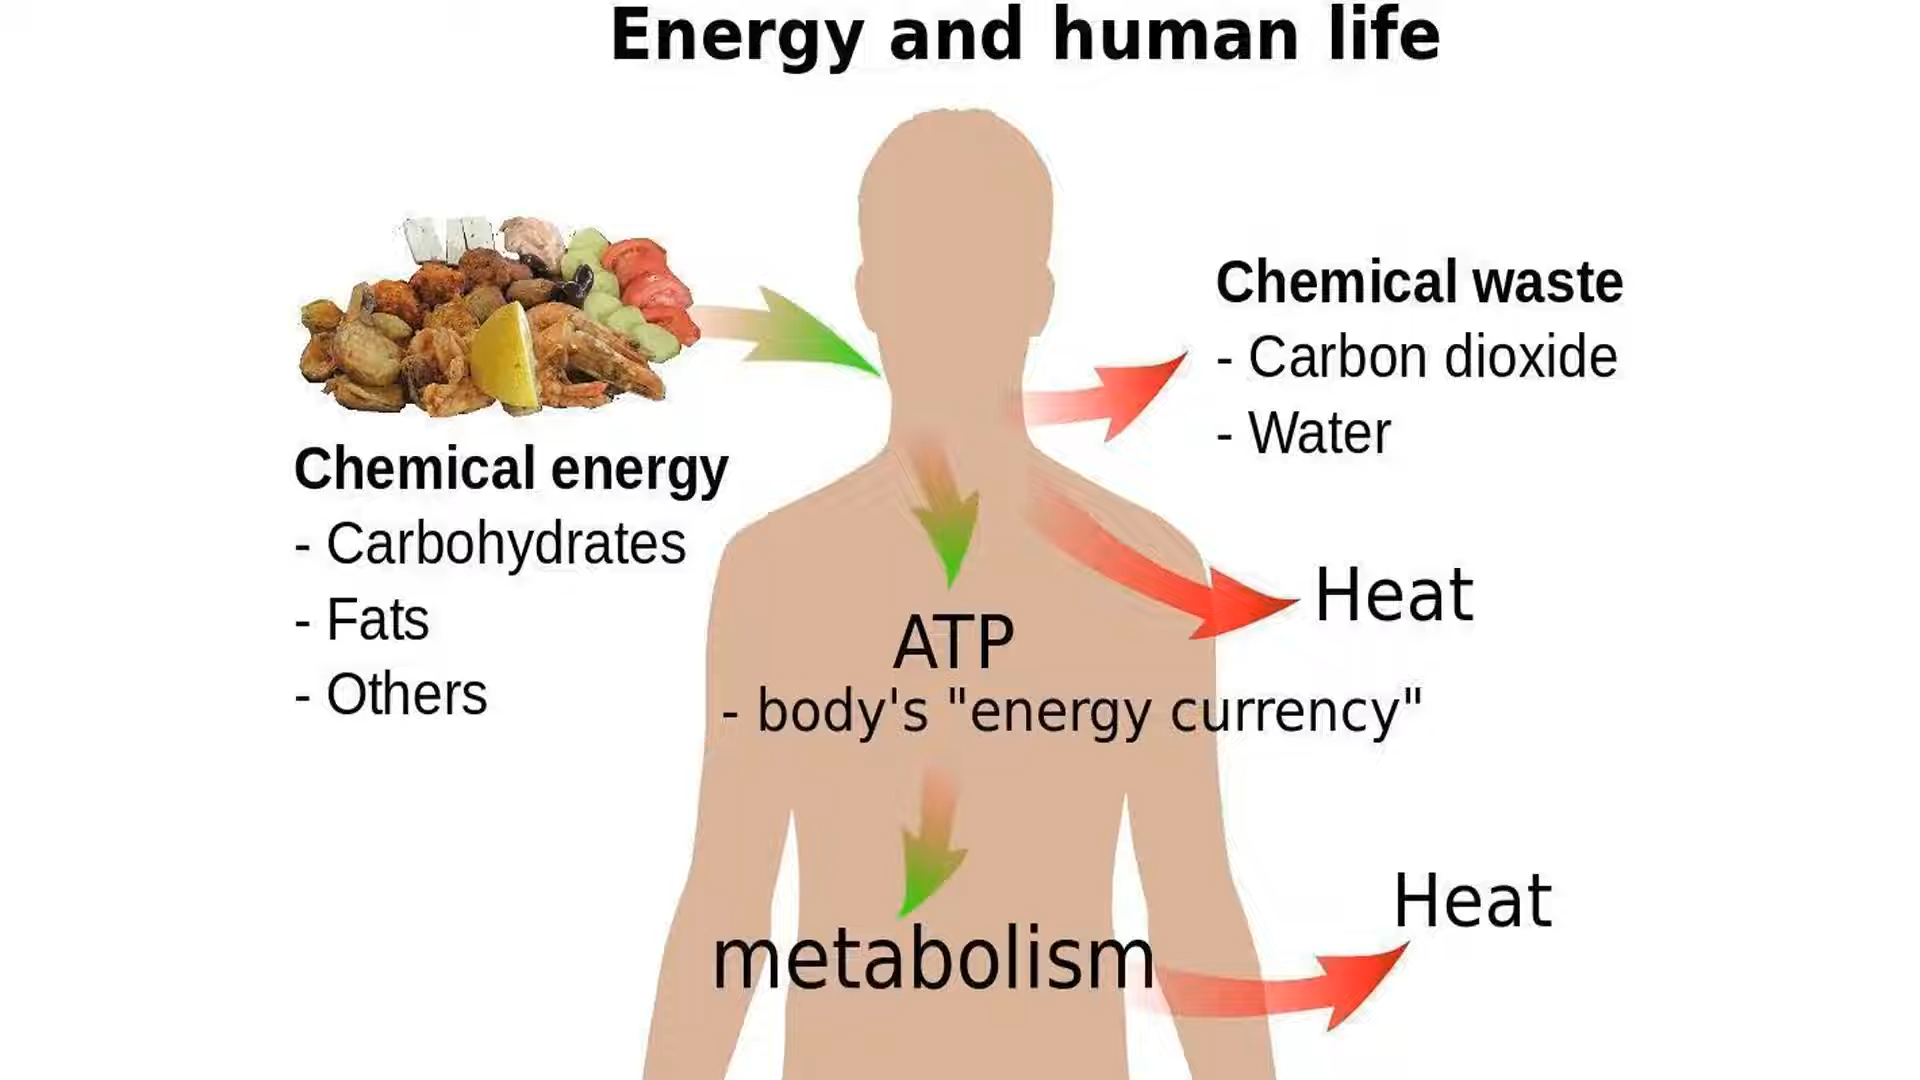 Energy and human life
Chemical energy
- Carbohydrates
- Fats
- Others
Chemical waste
- Carbon dioxide
- Water
Heat
ATP
- body's "energy currency"
metabolism
Heat